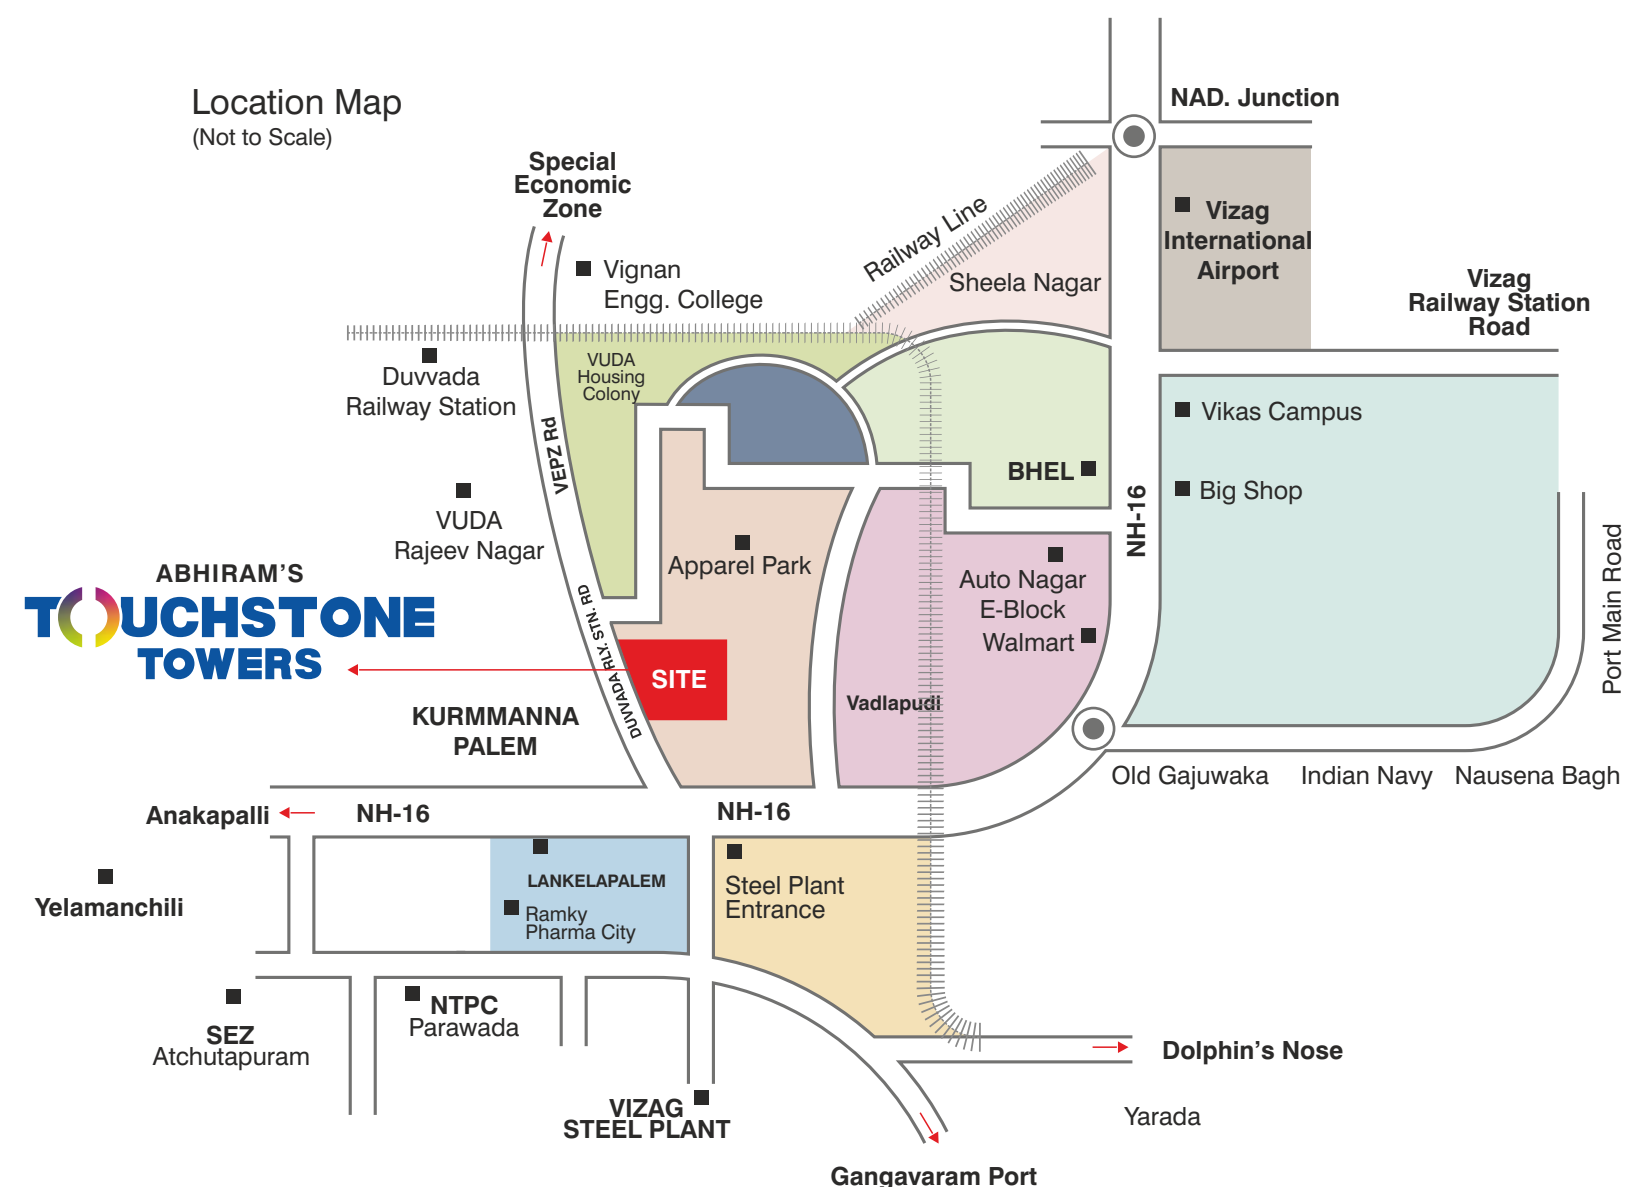 Location Map
(Not to Scale)
NAD. Junction
Special
Economic
Zone
Vignan
Engg. College
Railway Line
Sheela Nagar
Vizag
International
Airport
Vizag
Railway Station
Road
Duvvada
Railway Station
VUDA
Housing
Colony
VEPZ Rd
Vikas Campus
BHEL
Big Shop
NH-16
VUDA
Rajeev Nagar
Apparel Park
Auto Nagar
E-Block
Walmart
Port Main Road
ABHIRAM'S
TOUCHSTONE
TOWERS
DUVVADA RLY. STN. RD
SITE
Vadlapudi
KURMMANNA
PALEM
Old Gajuwaka
Indian Navy
Nausena Bagh
Anakapalli
NH-16
NH-16
Yelamanchili
LANKELAPALEM
Ramky
Pharma City
Steel Plant
Entrance
SEZ
Atchutapuram
NTPC
Parawada
Dolphin's Nose
VIZAG
STEEL PLANT
Yarada
Gangavaram Port